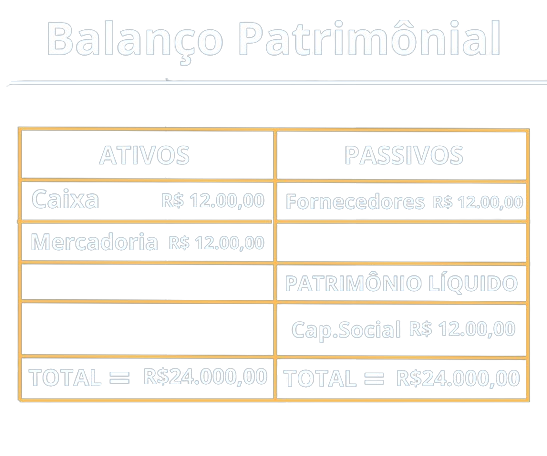 Balanço Patrimônial
ATIVOS PASSIVOS
Caixa R$ 12.00,00 Fornecedores R$ 12.00,00
Mercadoria R$ 12.00,00
PATRIMÔNIO LÍQUIDO
Cap.Social R$ 12.00,00
TOTAL = R$24.000,00 TOTAL = R$24.000,00